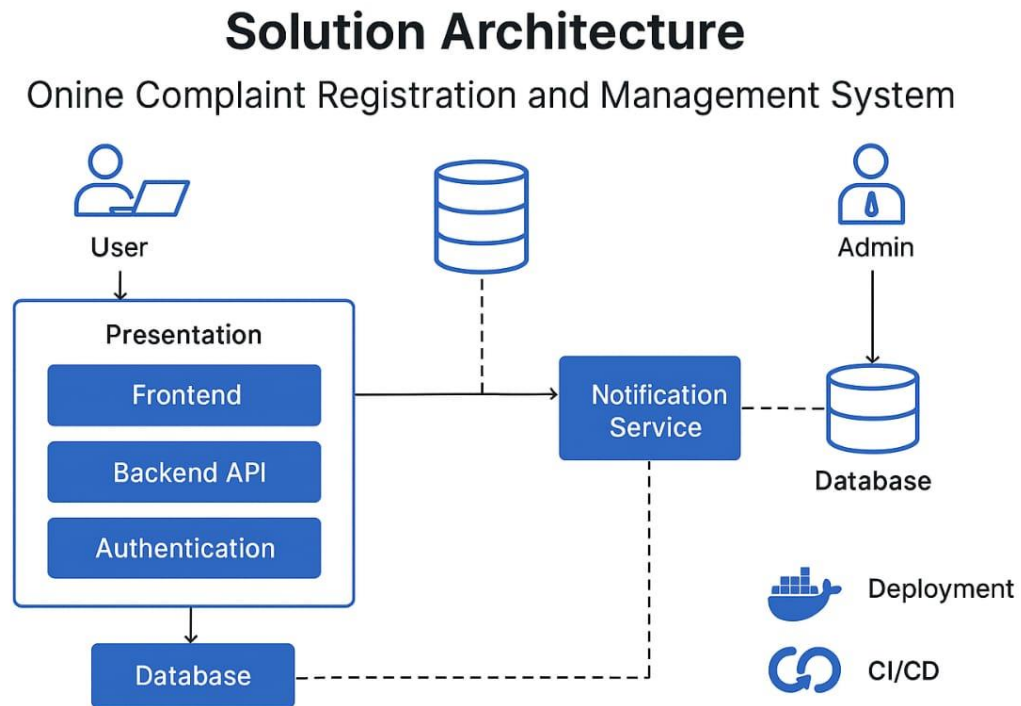 Solution Architecture
Onine Complaint Registration and Management System
User
Admin
Presentation
Frontend
Backend API
Authentication
Notification
Service
Database
Database
Deployment
CI/CD